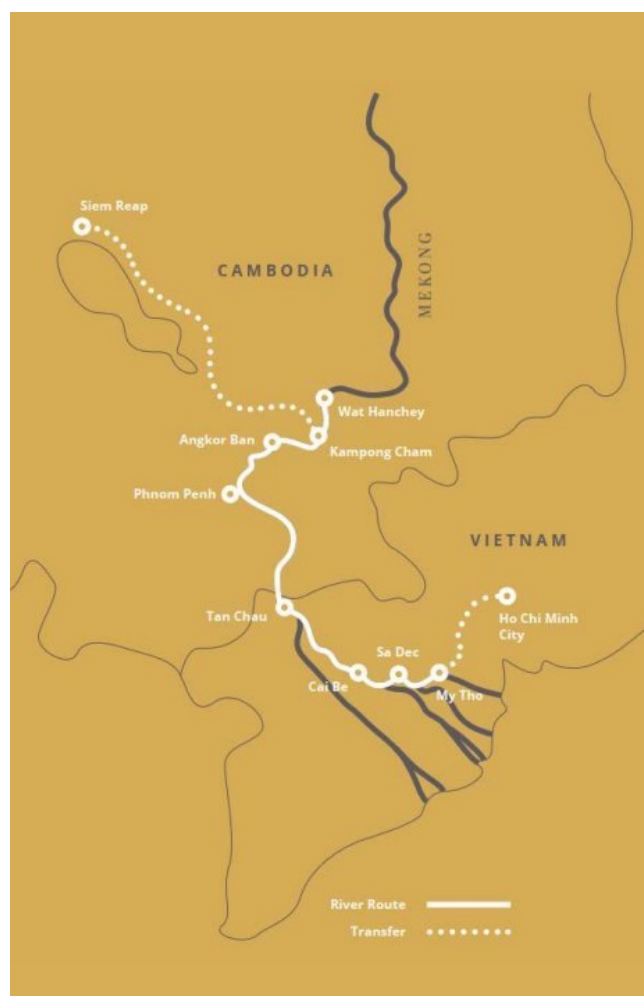 Siem Reap
CAMBODIA
MEKONG
Wat Hanchey
Angkor Ban
Kampong Cham
Phnom Penh
VIETNAM
Tan Chau
Ho Chi Minh
City
Sa Dec
Cai Be
My Tho
River Route
Transfer